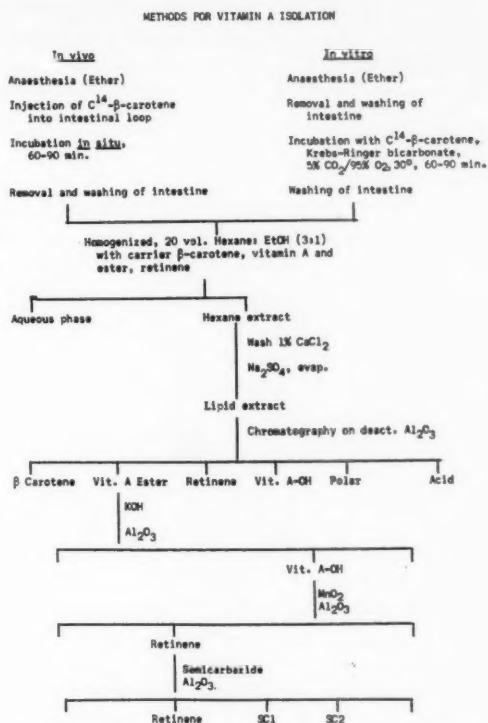 METHODS FOR VITAMIN A ISOLATION
In vivo
Anaesthesia (Ether)
Injection of C14-β-carotene
into intestinal loop
Incubation in situ,
60-90 min.
Removal and washing of intestine
In vitro
Anaesthesia (Ether)
Removal and washing of
intestine
Incubation with C14-β-carotene,
Krebs-Ringer bicarbonate,
5% CO2/95% O2, 30°, 60-90 min.
Washing of intestine
Homogenized, 20 vol. Hexane: EtOH (3:1)
with carrier β-carotene, vitamin A and
ester, retinene
Aqueous phase
Hexane extract
Wash 1% CaCl2
Na2SO4, evap.
Lipid extract
Chromatography on deact. Al2O3
β Carotene Vit. A Ester Retinene Vit. A-OH Polar Acid
KOH
Al2O3
Vit. A-OH
MnO2
Al2O3
Retinene
Semicarbazide
Al2O3.
Retinene SC1 SC2